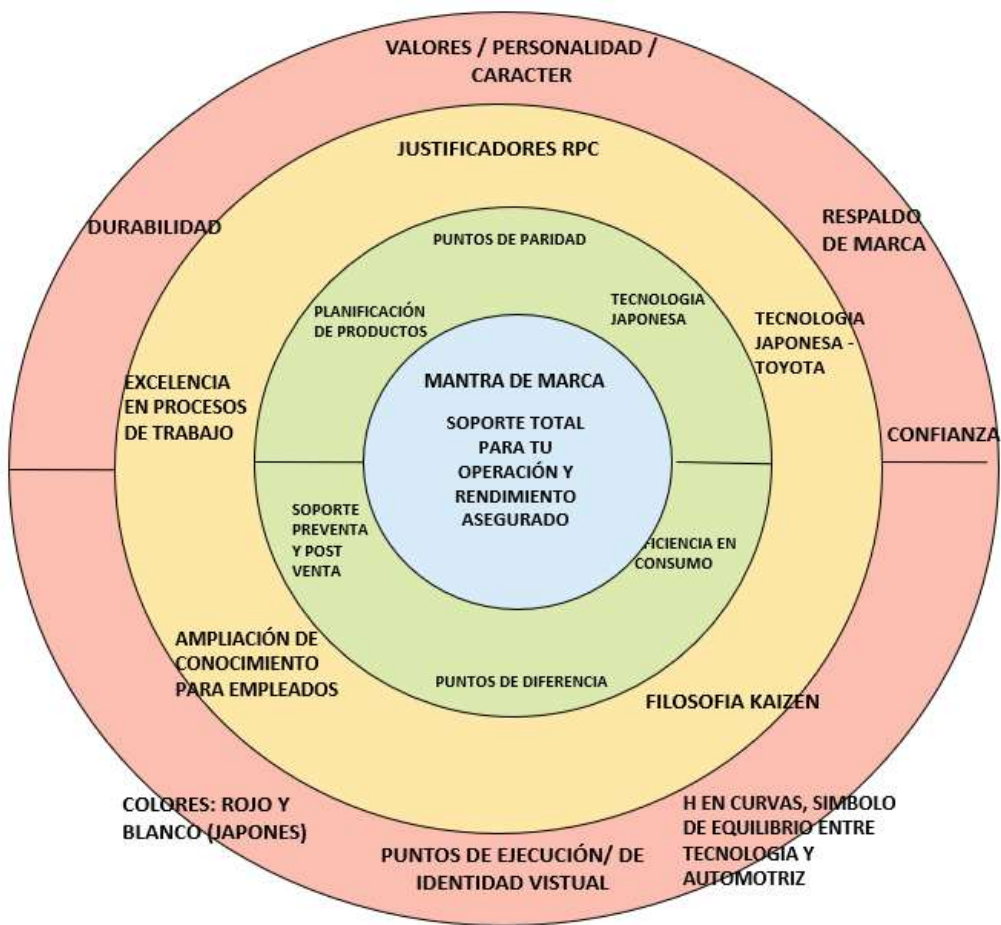 VALORES / PERSONALIDAD /
CARACTER
JUSTIFICADORES RPC
DURABILIDAD
RESPALDO
DE MARCA
PUNTOS DE PARIDAD
PLANIFICACIÓN
DE PRODUCTOS
TECNOLOGIA
JAPONESA
TECNOLOGIA
JAPONESA -
TOYOTA
EXCELENCIA
EN PROCESOS
DE TRABAJO
MANTRA DE MARCA
SOPORTE TOTAL
PARA TU
OPERACIÓN Y
RENDIMIENTO
ASEGURADO
CONFIANZA
SOPORTE
PREVENTA
Y POST
VENTA
FICIENCIA EN
CONSUMO
AMPLIACIÓN DE
CONOCIMIENTO
PARA EMPLEADOS
PUNTOS DE DIFERENCIA
FILOSOFIA KAIZEN
COLORES: ROJO Y
BLANCO (JAPONES)
PUNTOS DE EJECUCIÓN/ DE
IDENTIDAD VISTUAL
H EN CURVAS, SIMBOLO
DE EQUILIBRIO ENTRE
TECNOLOGIA Y
AUTOMOTRIZ